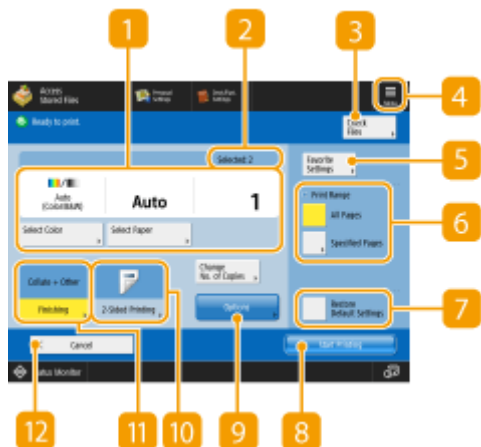 1
2
3
4
5
6
7
8
9
10
11
12
Access
Stored Files
Personal
Settings
Menu
Ready to print.
Check
Files
Selected: 2
Favorite
Settings
Auto
(Color/B&W)
Auto
1
Select Color
Select Paper
Print Range
All Pages
Specified Pages
Change
No. of Copies
Collate + Other
Finishing
2-Sided Printing
Options
Restore
Default Settings
Cancel
Start Printing
Status Monitor